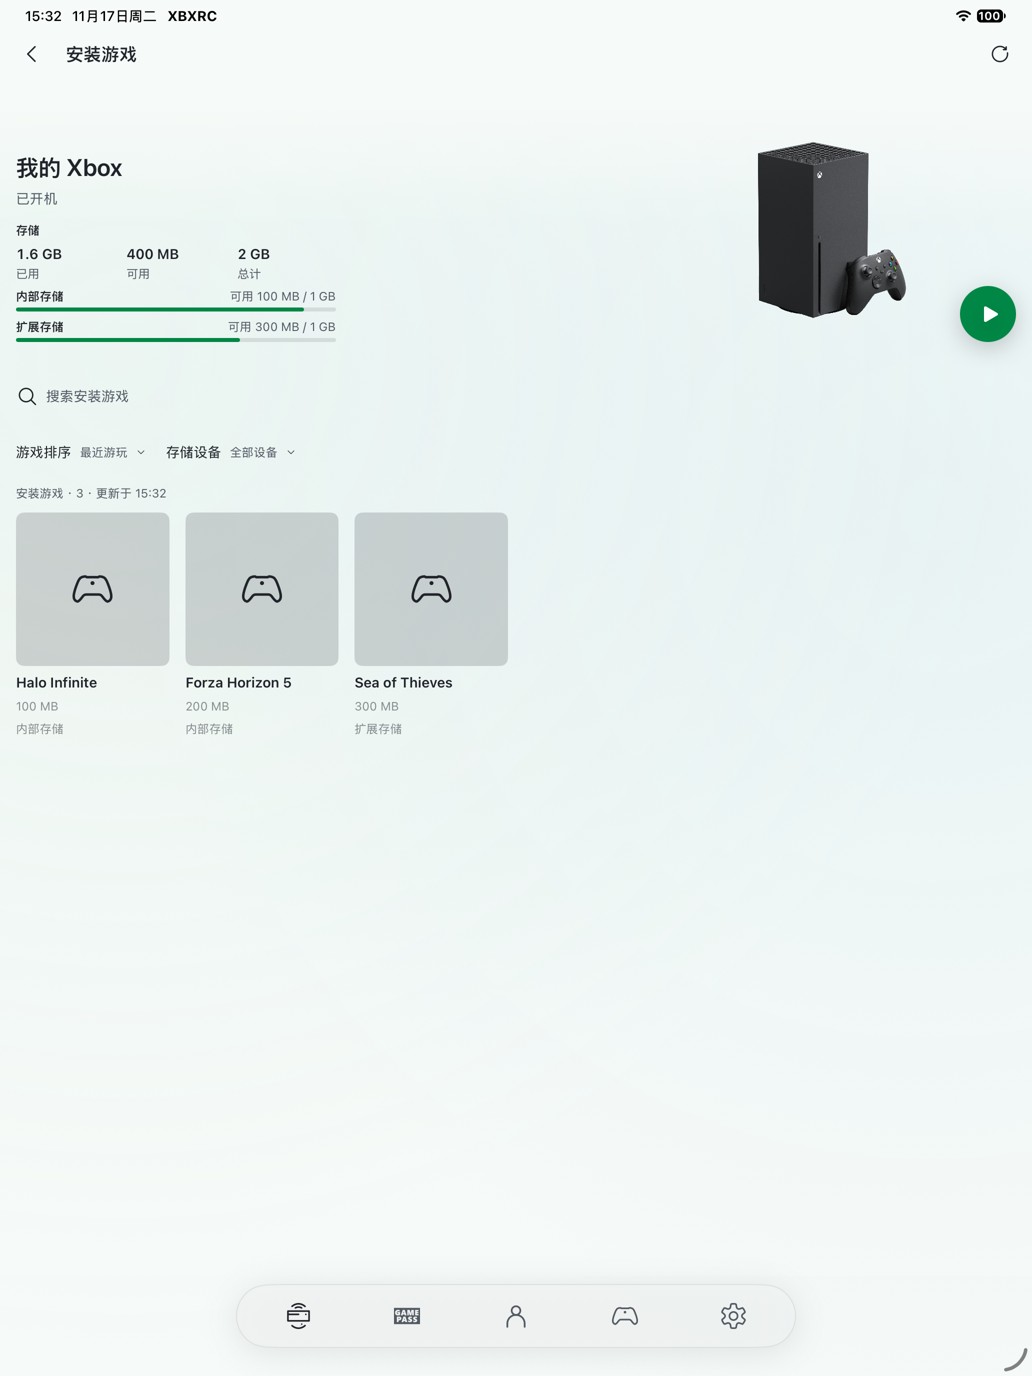 15:32 11月17日周二 XBXRC
100
安装游戏
我的 Xbox
已开机
存储
1.6 GB 400 MB 2 GB
已用 可用 总计
内部存储 可用 100 MB / 1 GB
扩展存储 可用 300 MB / 1 GB
搜索安装游戏
游戏排序 最近游玩 存储设备 全部设备
安装游戏 · 3 · 更新于 15:32
Halo Infinite Forza Horizon 5 Sea of Thieves
100 MB 200 MB 300 MB
内部存储 内部存储 扩展存储
GAME PASS